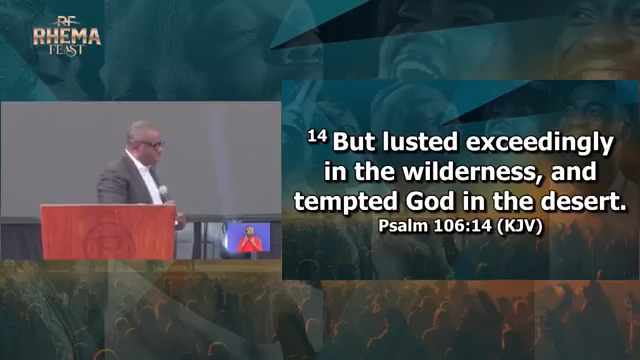 RF
RHEMA
FEAST
14 But lusted exceedingly
in the wilderness, and
tempted God in the desert.
Psalm 106:14 (KJV)